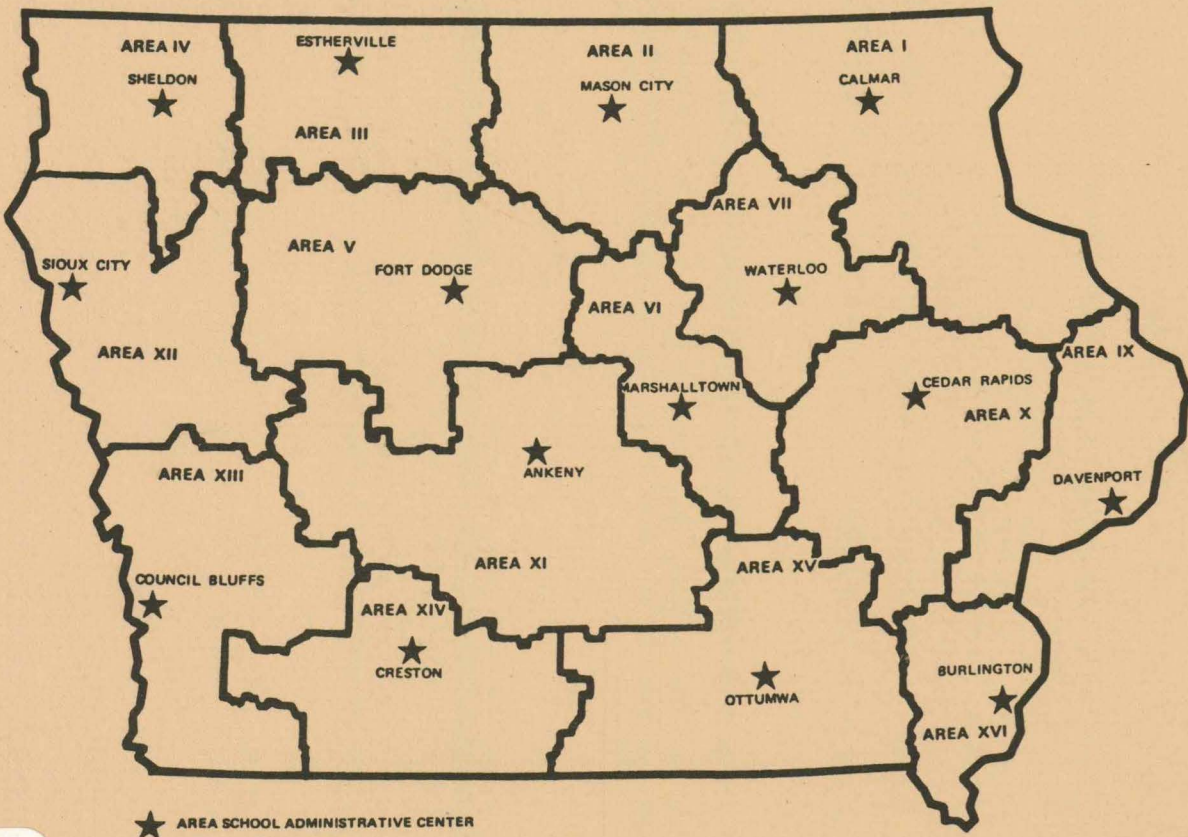 AREA IV
SHELDON
ESTHERVILLE
AREA III
AREA II
MASON CITY
AREA I
CALMAR
AREA V
FORT DODGE
AREA VII
WATERLOO
SIOUX CITY
AREA XII
AREA VI
MARSHALLTOWN
AREA IX
CEDAR RAPIDS
AREA X
DAVENPORT
AREA XIII
COUNCIL BLUFFS
ANKENY
AREA XI
AREA XIV
CRESTON
AREA XV
OTTUMWA
BURLINGTON
AREA XVI
AREA SCHOOL ADMINISTRATIVE CENTER